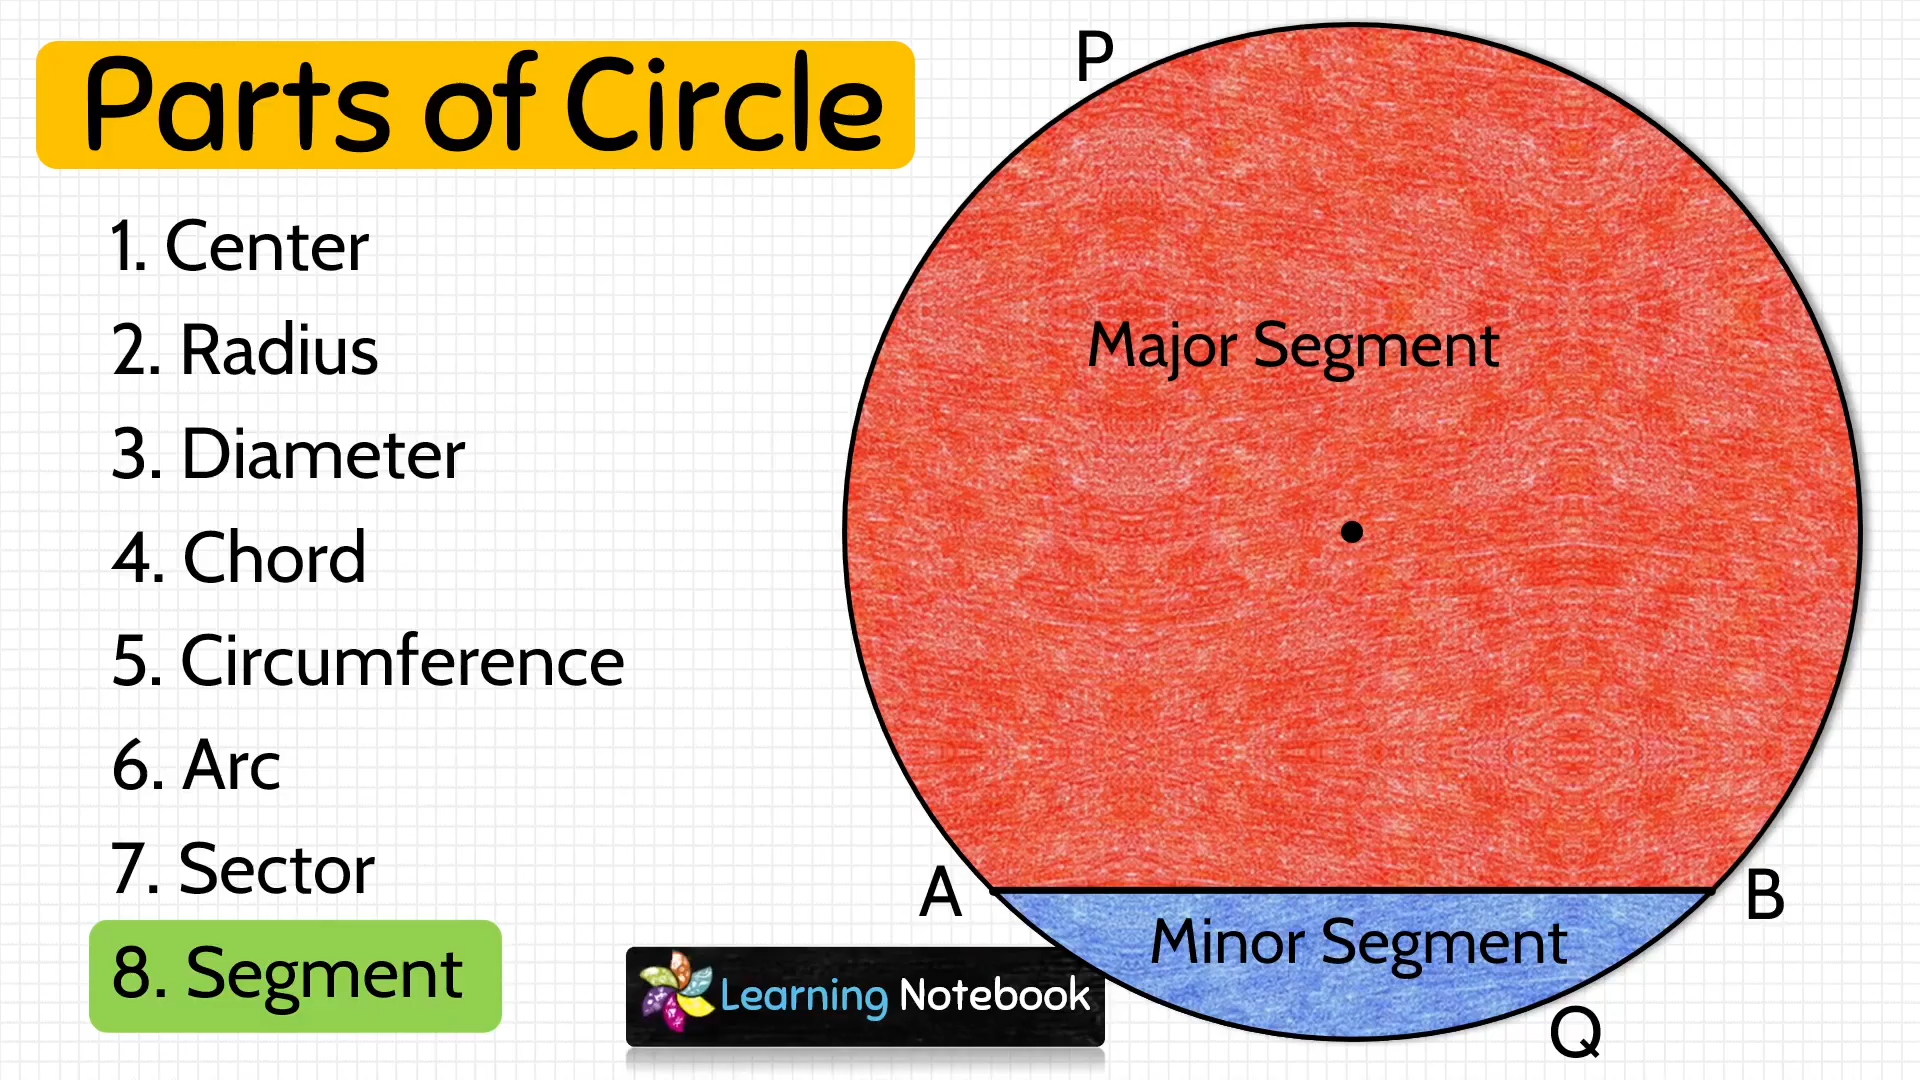 Parts of Circle
1. Center
2. Radius
3. Diameter
4. Chord
5. Circumference
6. Arc
7. Sector
8. Segment
P
Major Segment
A
B
Minor Segment
Q
Learning Notebook